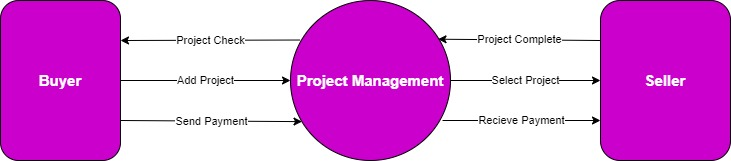 Project Check
Project Complete
Buyer
Add Project
Project Management
Select Project
Seller
Send Payment
Recieve Payment